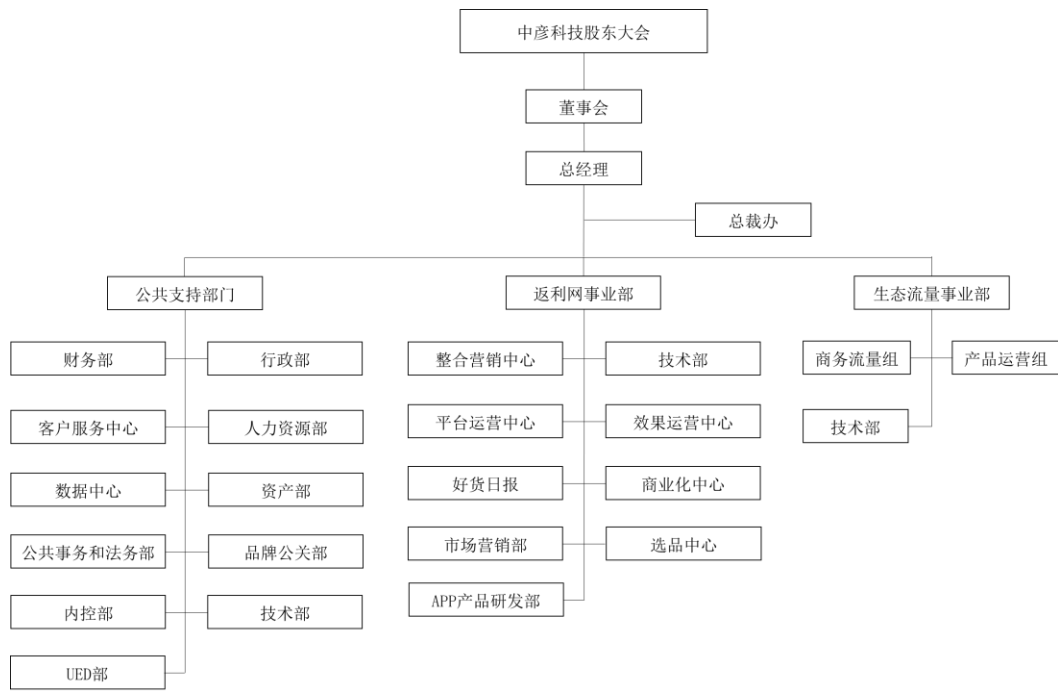 中彦科技股东大会
董事会
总经理
总裁办
公共支持部门
返利网事业部
生态流量事业部
财务部
行政部
整合营销中心
技术部
商务流量组
产品运营组
客户服务中心
人力资源部
平台运营中心
效果运营中心
技术部
数据中心
资产部
好货日报
商业化中心
公共事务和法务部
品牌公关部
市场营销部
选品中心
内控部
技术部
APP产品研发部
UED部